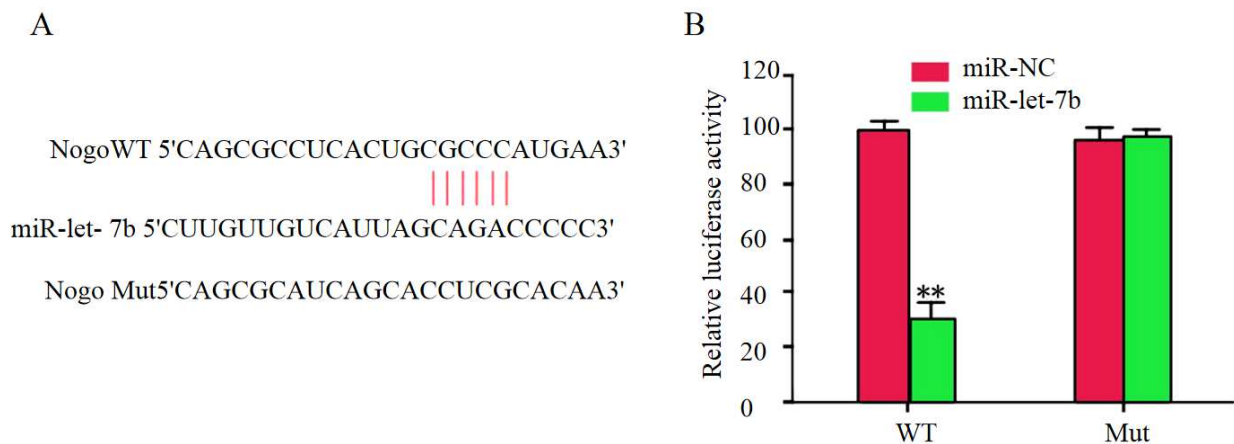 A
NogoWT 5'CAGCGCCUCACUGCGCCCAUGAA3'
miR-let- 7b 5'CUUGUUGUCAUUAGCAGACCCCCC3'
Nogo Mut5'CAGCGCAUCAGCACCUCGCACAA3'
B
miR-NC
miR-let-7b
Relative luciferase activity
120
100
80
60
40
20
0
**
WT
Mut